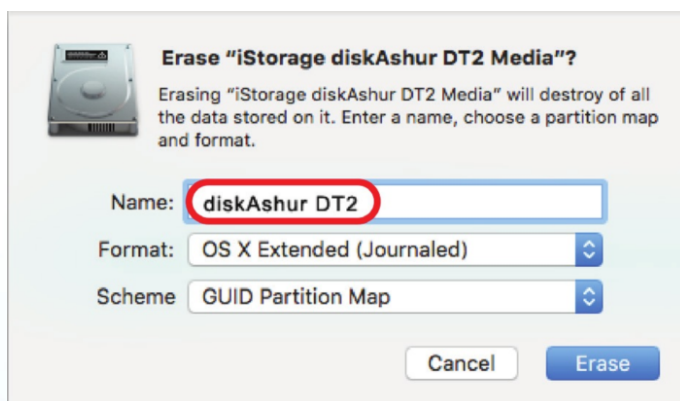 Erase “iStorage diskAshur DT2 Media”?
Erasing “iStorage diskAshur DT2 Media” will destroy of all
the data stored on it. Enter a name, choose a partition map
and format.
Name: diskAshur DT2
Format: OS X Extended (Journaled)
Scheme GUID Partition Map
Cancel Erase